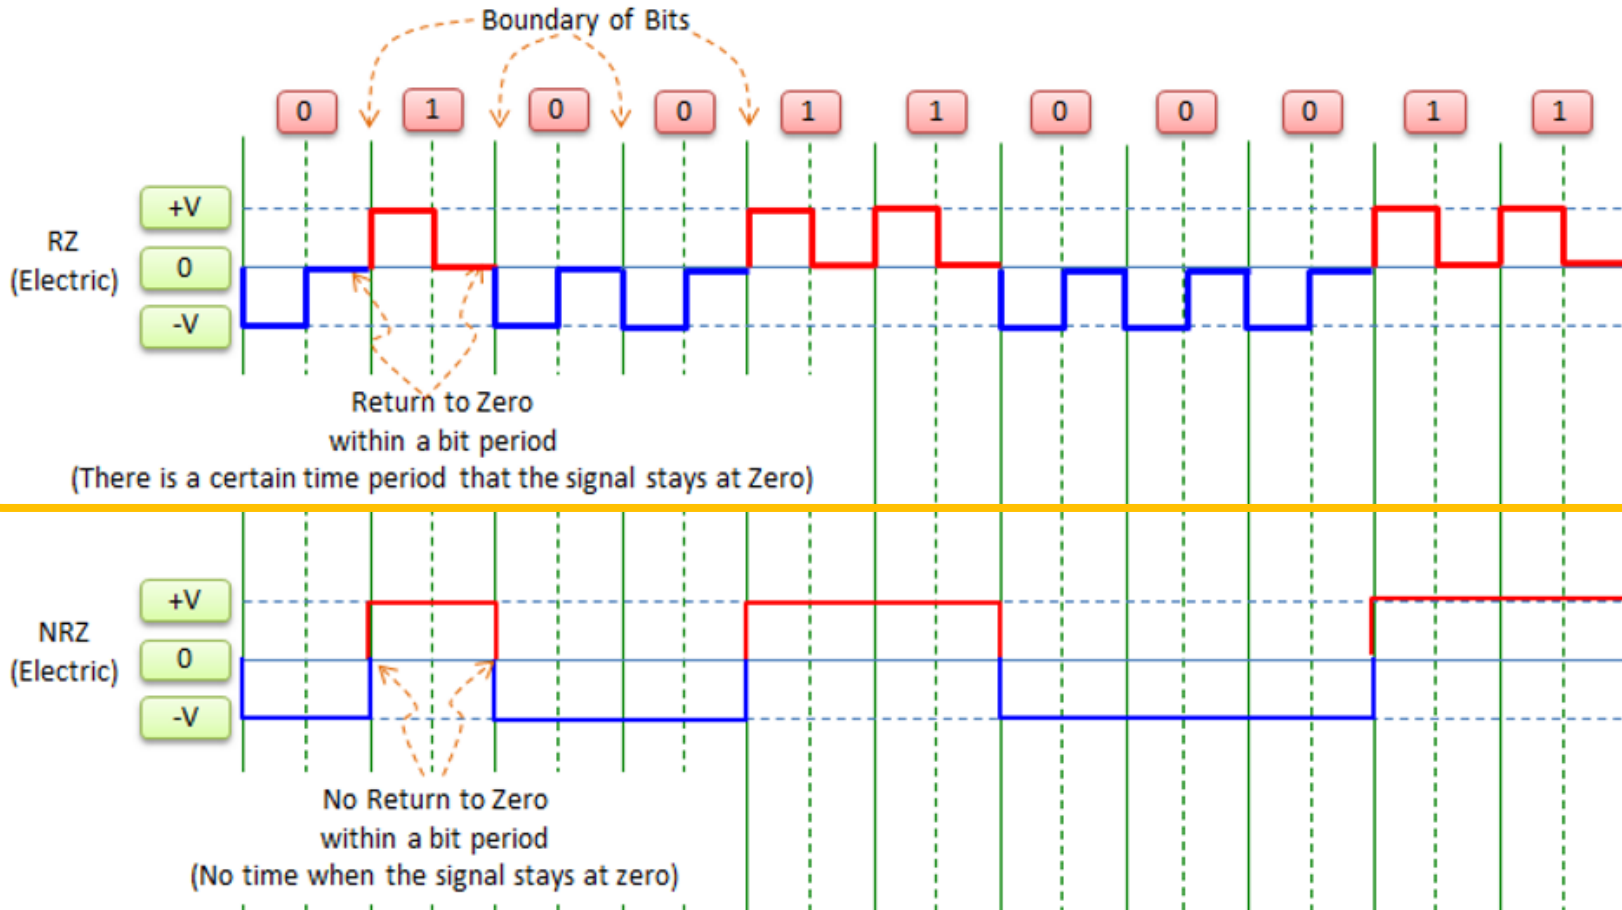 Boundary of Bits
0 1 0 0 1 1 0 0 0 1 1
+V
RZ
(Electric)
0
-V
Return to Zero
within a bit period
(There is a certain time period that the signal stays at Zero)
+V
NRZ
(Electric)
0
-V
No Return to Zero
within a bit period
(No time when the signal stays at zero)